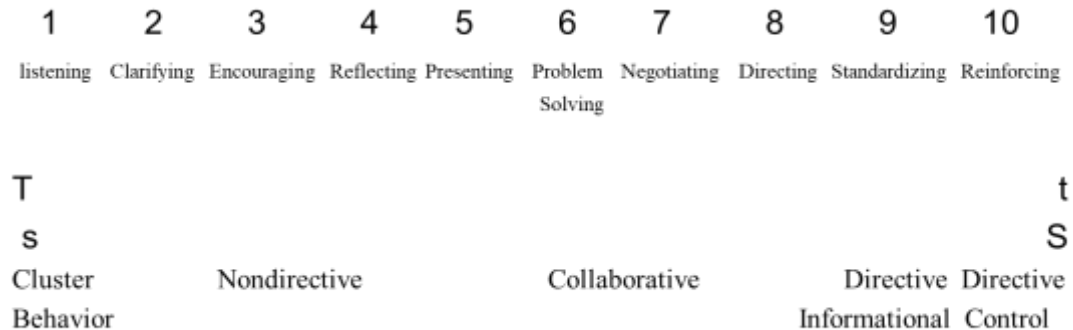 1 2 3 4 5 6 7 8 9 10
listening Clarifying Encouraging Reflecting Presenting Problem Negotiating Directing Standardizing Reinforcing
Solving
T t
s S
Cluster Nondirective Collaborative Directive Directive
Behavior Informational Control